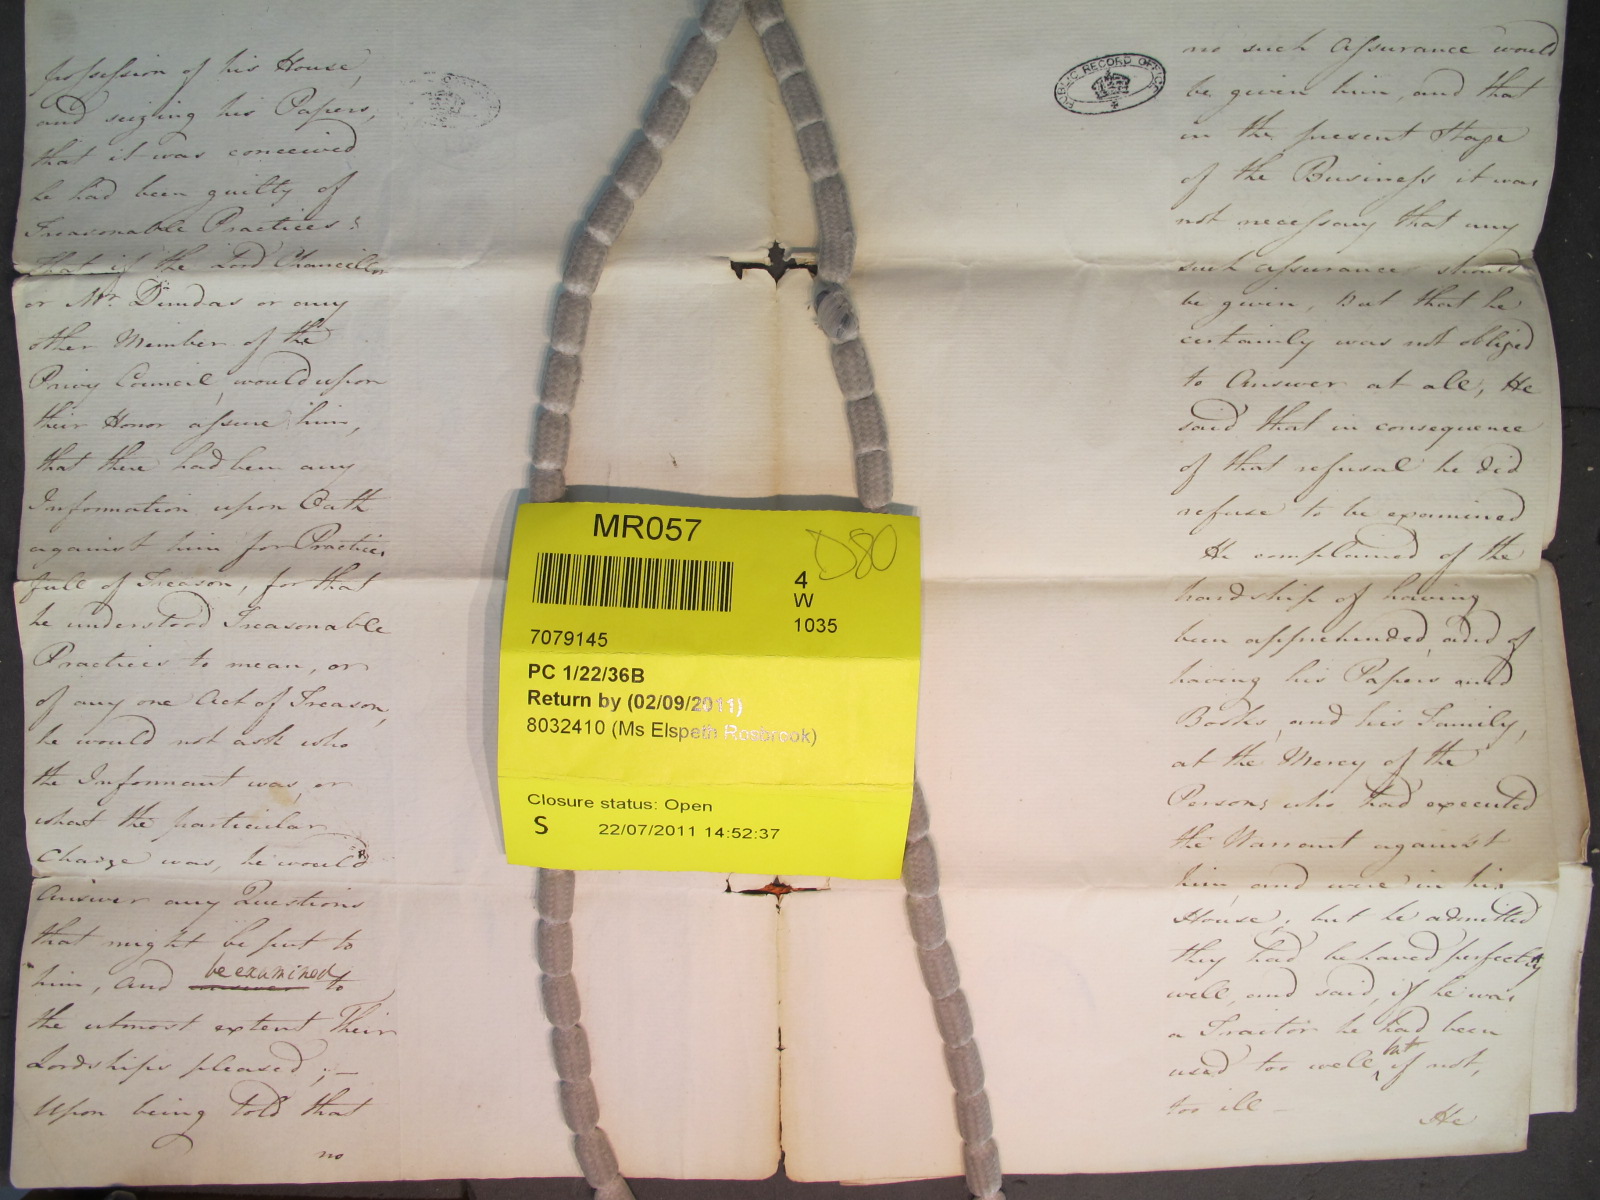 possession of his House,
and seizing his Papers,
that it was conceived
he had been guilty of
Treasonable Practices;
that if the Lord Chancellor
or Mr. Dundas or any
other Member of the
Privy Council, would upon
their Honor assure him,
that there had been any
Information upon Oath
against him for Practices
full of Treason, for that
he understood Treasonable
Practices to mean, or
of any one Act of Treason,
he would not ask who
the Informant was, or
what the particular
Charge was, he would
Answer any Questions
that might be put to
be examined
him, and answer to
the utmost extent Their
Lordships pleased; —
Upon being Told that
no
PUBLIC RECORD OFFICE
no such assurance would
be given him, and that
in the present Stage
of the Business it was
not necessary that any
such assurance should
be given, But that he
certainly was not obliged
to Answer at all; He
said that in consequence
of that refusal he did
refuse to be examined
He complained of the
hardship of having
been apprehended, and of
having his Papers and
Books, and his Family,
at the Mercy of the
Persons who had executed
the Warrant against
him and were in his
House; but he admitted
they had behaved perfectly
well, and said, if he was
a Traitor he had been
but
used too well, if not,
too ill —
He
MR057
D80
4
W
1035
7079145
PC 1/22/36B
Return by (02/09/2011)
8032410 (Ms Elspeth Rosbrook)
Closure status: Open
S 22/07/2011 14:52:37